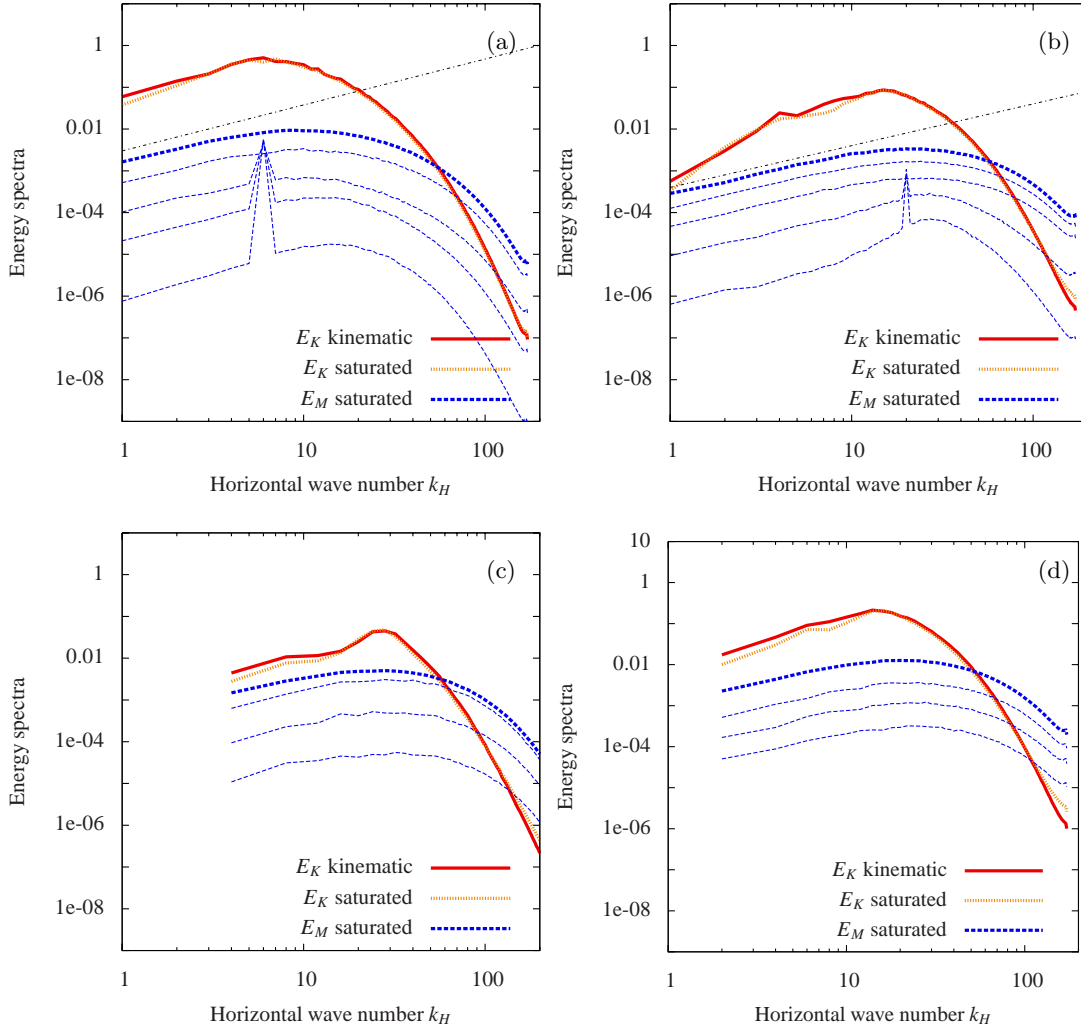 (a)
1
0.01
1e-04
1e-06
1e-08
Energy spectra
E_K kinematic
E_K saturated
E_M saturated
1 10 100
Horizontal wave number k_H
(b)
1
0.01
1e-04
1e-06
1e-08
Energy spectra
E_K kinematic
E_K saturated
E_M saturated
1 10 100
Horizontal wave number k_H
(c)
1
0.01
1e-04
1e-06
1e-08
Energy spectra
E_K kinematic
E_K saturated
E_M saturated
1 10 100
Horizontal wave number k_H
(d)
10
1
0.01
1e-04
1e-06
1e-08
Energy spectra
E_K kinematic
E_K saturated
E_M saturated
1 10 100
Horizontal wave number k_H